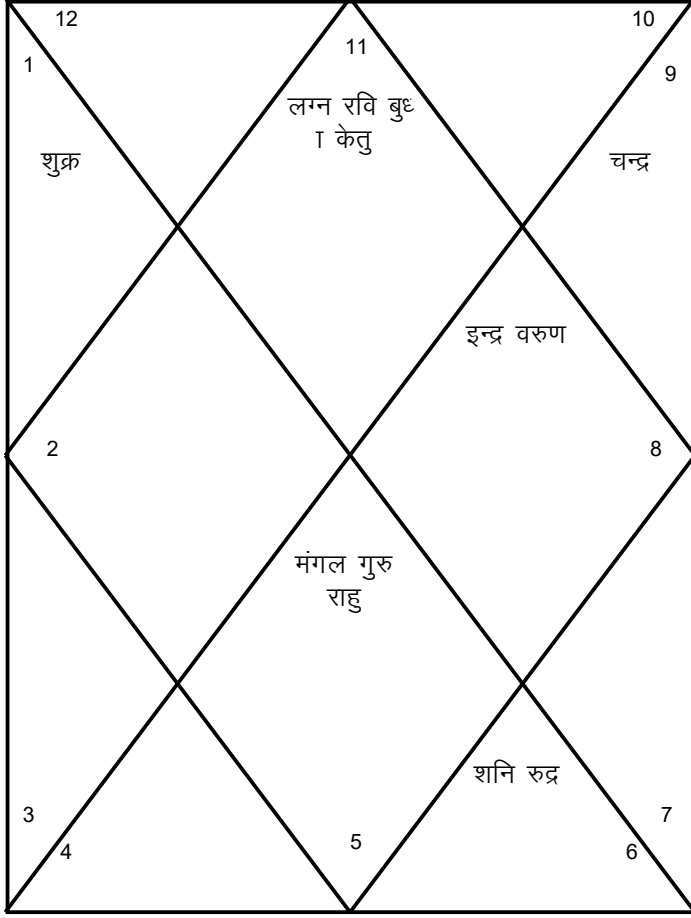 12
10
11
1
9
लग्न रवि बुध
ा केतु
शुक्र
चन्द्र
इन्द्र वरुण
2
8
मंगल गुरु
राहु
शनि रुद्र
3
7
5
4
6